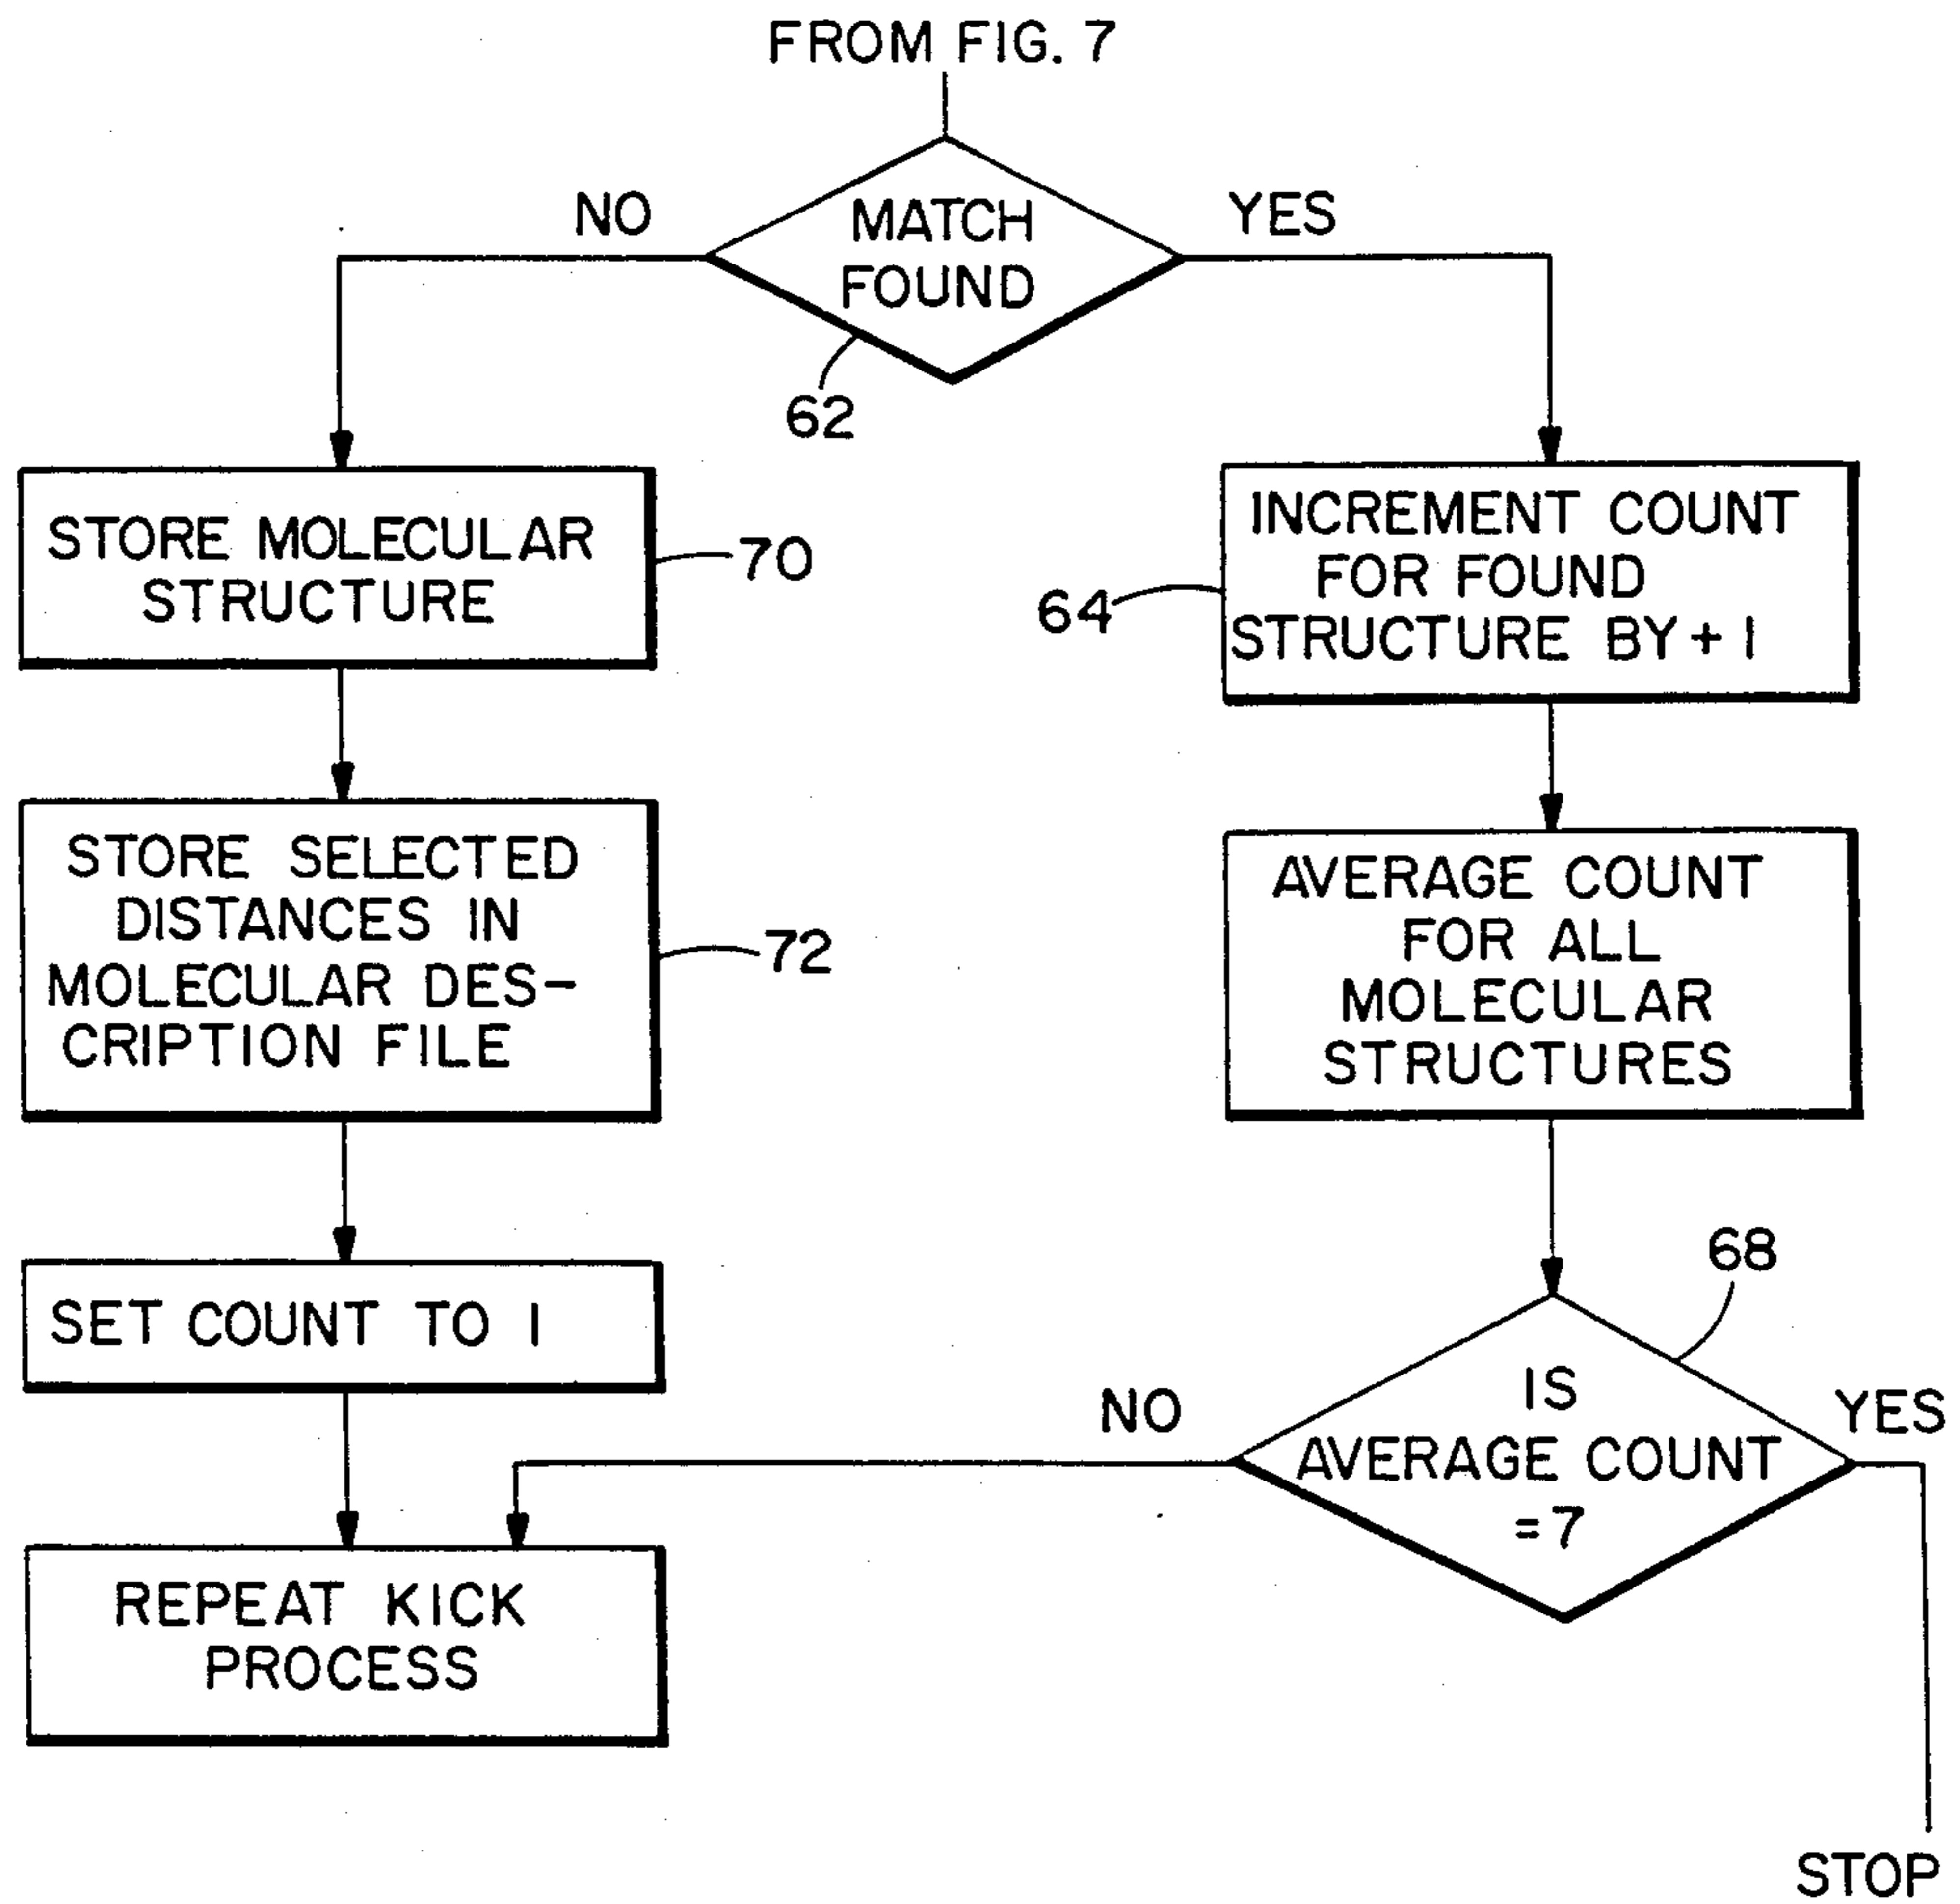 FROM FIG. 7
NO
MATCH
FOUND
YES
62
STORE MOLECULAR
STRUCTURE
70
64
INCREMENT COUNT
FOR FOUND
STRUCTURE BY + 1
STORE SELECTED
DISTANCES IN
MOLECULAR DES-
CRIPTION FILE
72
AVERAGE COUNT
FOR ALL
MOLECULAR
STRUCTURES
SET COUNT TO 1
68
NO
IS
AVERAGE COUNT
=7
YES
REPEAT KICK
PROCESS
STOP